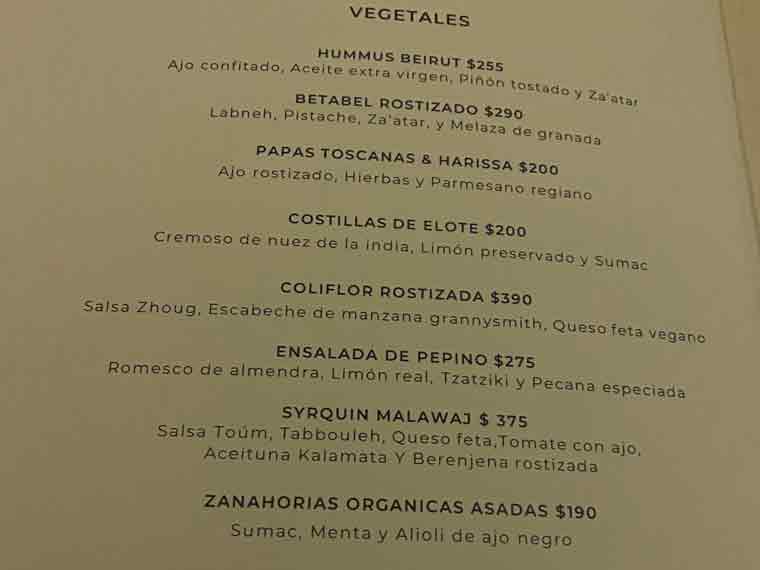 VEGETALES
HUMMUS BEIRUT $255
Ajo confitado, Aceite extra virgen, Piñón tostado y Za'atar
BETABEL ROSTIZADO $290
Labneh, Pistache, Za'atar, y Melaza de granada
PAPAS TOSCANAS & HARISSA $200
Ajo rostizado, Hierbas y Parmesano regiano
COSTILLAS DE ELOTE $200
Cremoso de nuez de la india, Limón preservado y Sumac
COLIFLOR ROSTIZADA $390
Salsa Zhoug, Escabeche de manzana grannysmith, Queso feta vegano
ENSALADA DE PEPINO $275
Romesco de almendra, Limón real, Tzatziki y Pecana especiada
SYRQUIN MALAWAJ $ 375
Salsa Toúm, Tabbouleh, Queso feta,Tomate con ajo,
Aceituna Kalamata Y Berenjena rostizada
ZANAHORIAS ORGANICAS ASADAS $190
Sumac, Menta y Alioli de ajo negro